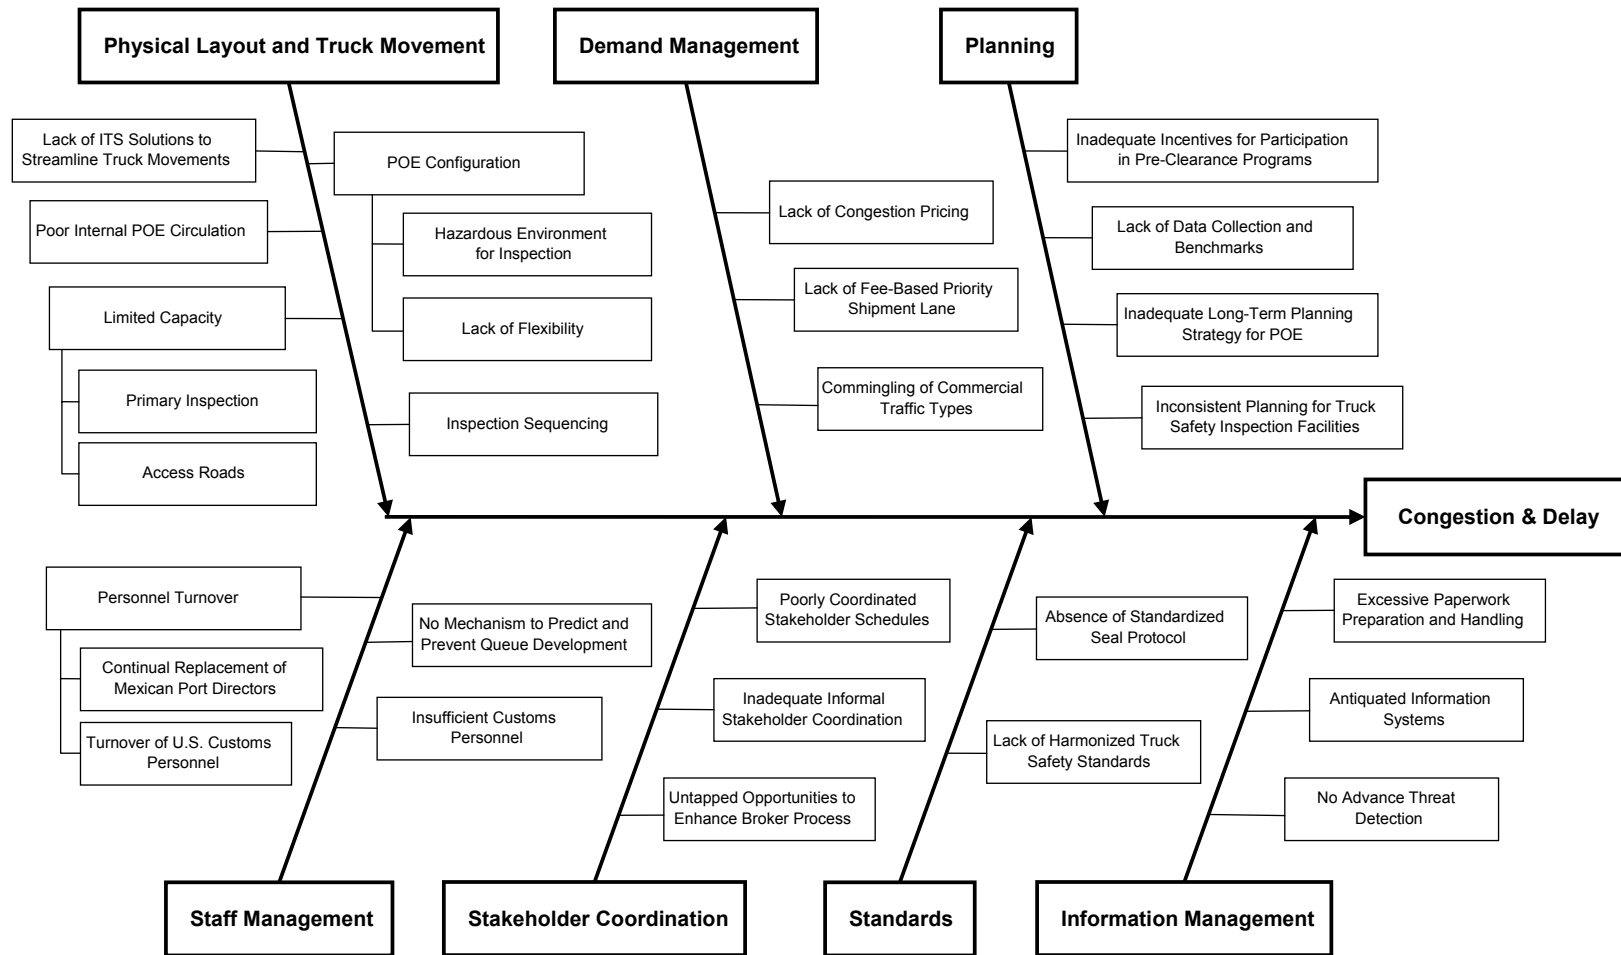 Physical Layout and Truck Movement
Demand Management
Planning
Lack of ITS Solutions to
Streamline Truck Movements
POE Configuration
Poor Internal POE Circulation
Hazardous Environment
for Inspection
Limited Capacity
Lack of Flexibility
Primary Inspection
Access Roads
Inspection Sequencing
Lack of Congestion Pricing
Lack of Fee-Based Priority
Shipment Lane
Commingling of Commercial
Traffic Types
Inadequate Incentives for Participation
in Pre-Clearance Programs
Lack of Data Collection and
Benchmarks
Inadequate Long-Term Planning
Strategy for POE
Inconsistent Planning for Truck
Safety Inspection Facilities
Congestion & Delay
Personnel Turnover
Continual Replacement of
Mexican Port Directors
Turnover of U.S. Customs
Personnel
No Mechanism to Predict and
Prevent Queue Development
Insufficient Customs
Personnel
Poorly Coordinated
Stakeholder Schedules
Inadequate Informal
Stakeholder Coordination
Untapped Opportunities to
Enhance Broker Process
Absence of Standardized
Seal Protocol
Lack of Harmonized Truck
Safety Standards
Excessive Paperwork
Preparation and Handling
Antiquated Information
Systems
No Advance Threat
Detection
Staff Management
Stakeholder Coordination
Standards
Information Management